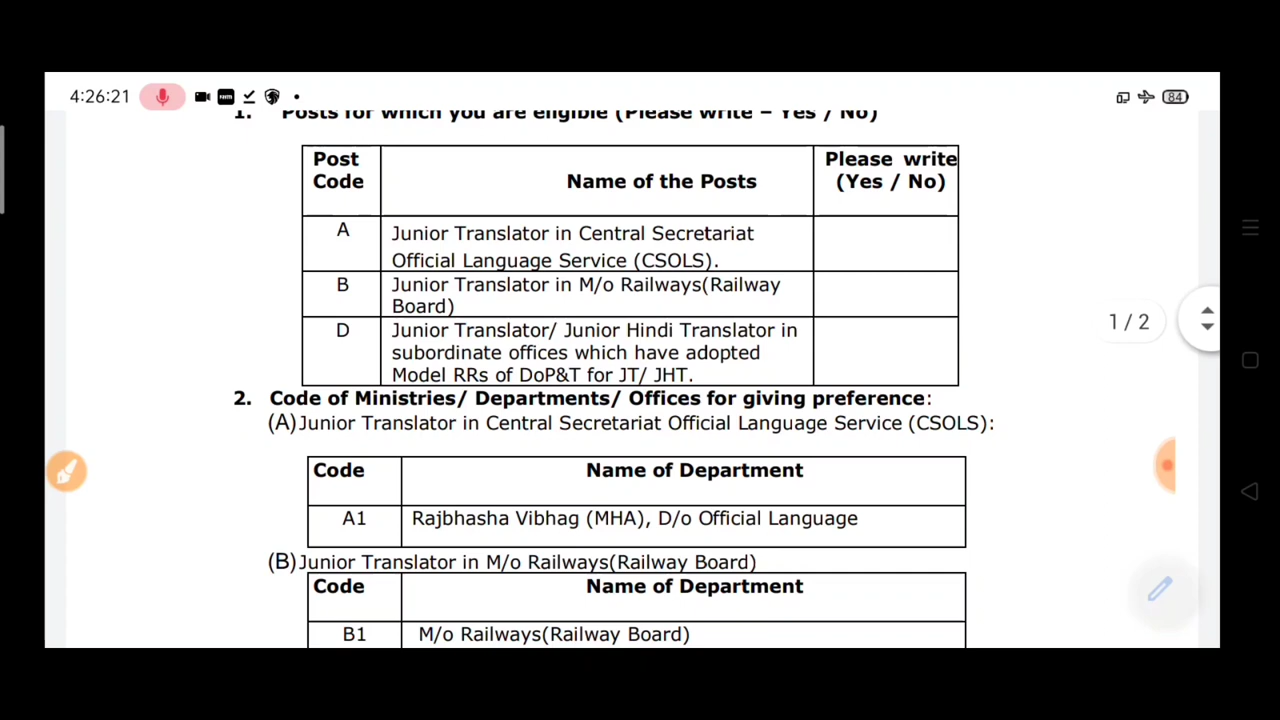 4:26:21
84
1. Posts for which you are eligible (Please write – Yes / No)
Post Code
Name of the Posts
Please write (Yes / No)
A
Junior Translator in Central Secretariat
Official Language Service (CSOLS).
B
Junior Translator in M/o Railways(Railway
Board)
D
Junior Translator/ Junior Hindi Translator in
subordinate offices which have adopted
Model RRs of DoP&T for JT/ JHT.
1 / 2
2. Code of Ministries/ Departments/ Offices for giving preference:
(A) Junior Translator in Central Secretariat Official Language Service (CSOLS):
Code
Name of Department
A1
Rajbhasha Vibhag (MHA), D/o Official Language
(B) Junior Translator in M/o Railways(Railway Board)
Code
Name of Department
B1
M/o Railways(Railway Board)